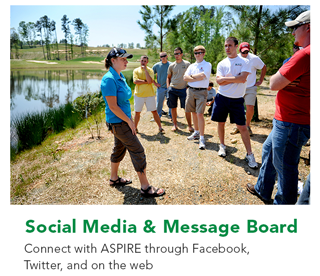 Social Media & Message Board
Connect with ASPIRE through Facebook,
Twitter, and on the web